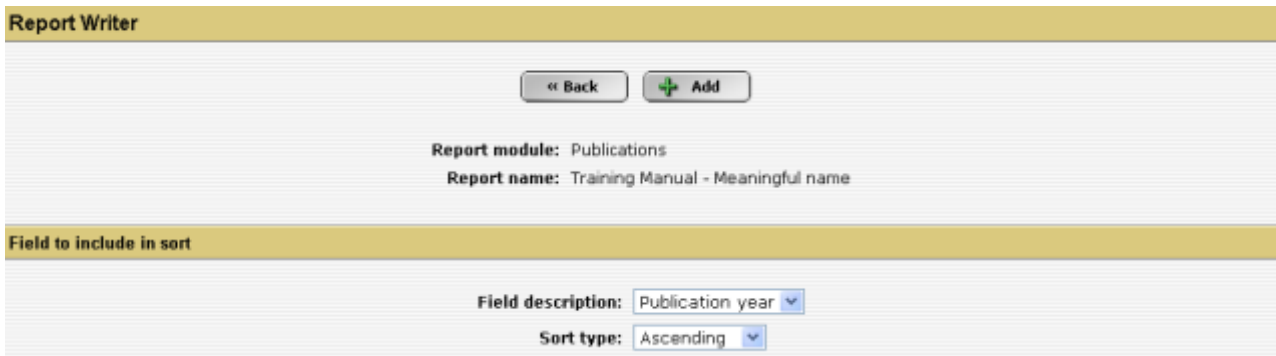 Report Writer
« Back Add
Report module: Publications
Report name: Training Manual - Meaningful name
Field to include in sort
Field description: Publication year
Sort type: Ascending